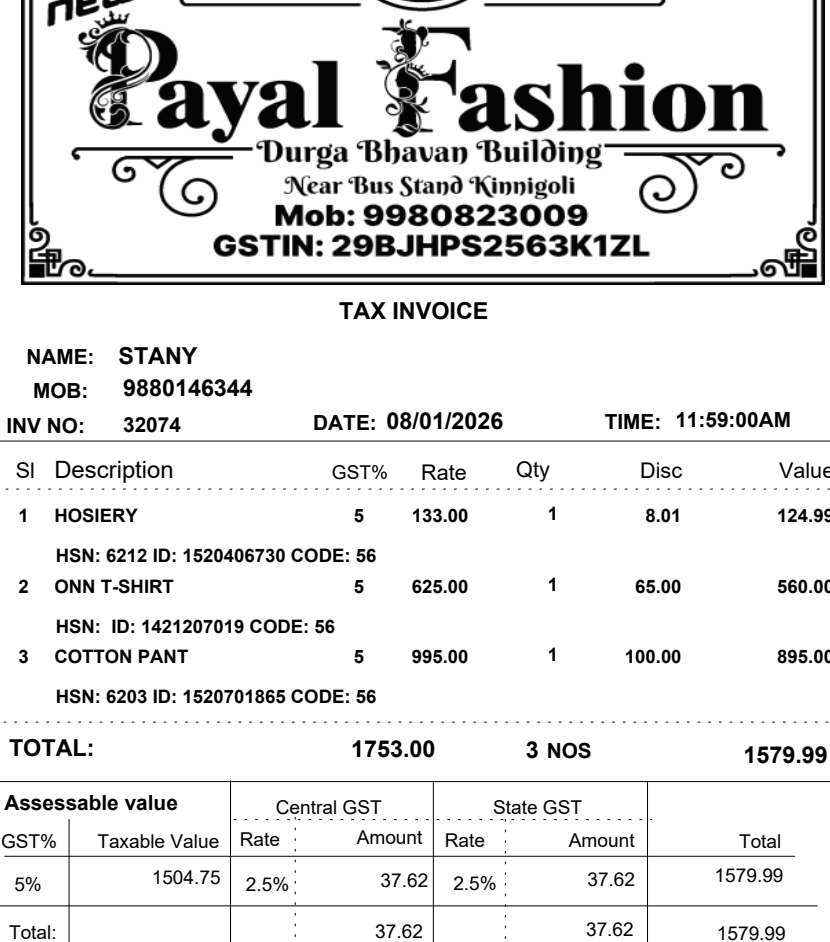 new
Payal Fashion
Durga Bhavan Building
Near Bus Stand Kinnigoli
Mob: 9980823009
GSTIN: 29BJHPS2563K1ZL
TAX INVOICE
NAME: STANY
MOB: 9880146344
INV NO: 32074 DATE: 08/01/2026 TIME: 11:59:00AM
Sl Description GST% Rate Qty Disc Value
1 HOSIERY 5 133.00 1 8.01 124.99
HSN: 6212 ID: 1520406730 CODE: 56
2 ONN T-SHIRT 5 625.00 1 65.00 560.00
HSN: ID: 1421207019 CODE: 56
3 COTTON PANT 5 995.00 1 100.00 895.00
HSN: 6203 ID: 1520701865 CODE: 56
TOTAL: 1753.00 3 NOS 1579.99
Assessable value Central GST State GST
GST% Taxable Value Rate Amount Rate Amount Total
5% 1504.75 2.5% 37.62 2.5% 37.62 1579.99
Total: 37.62 37.62 1579.99